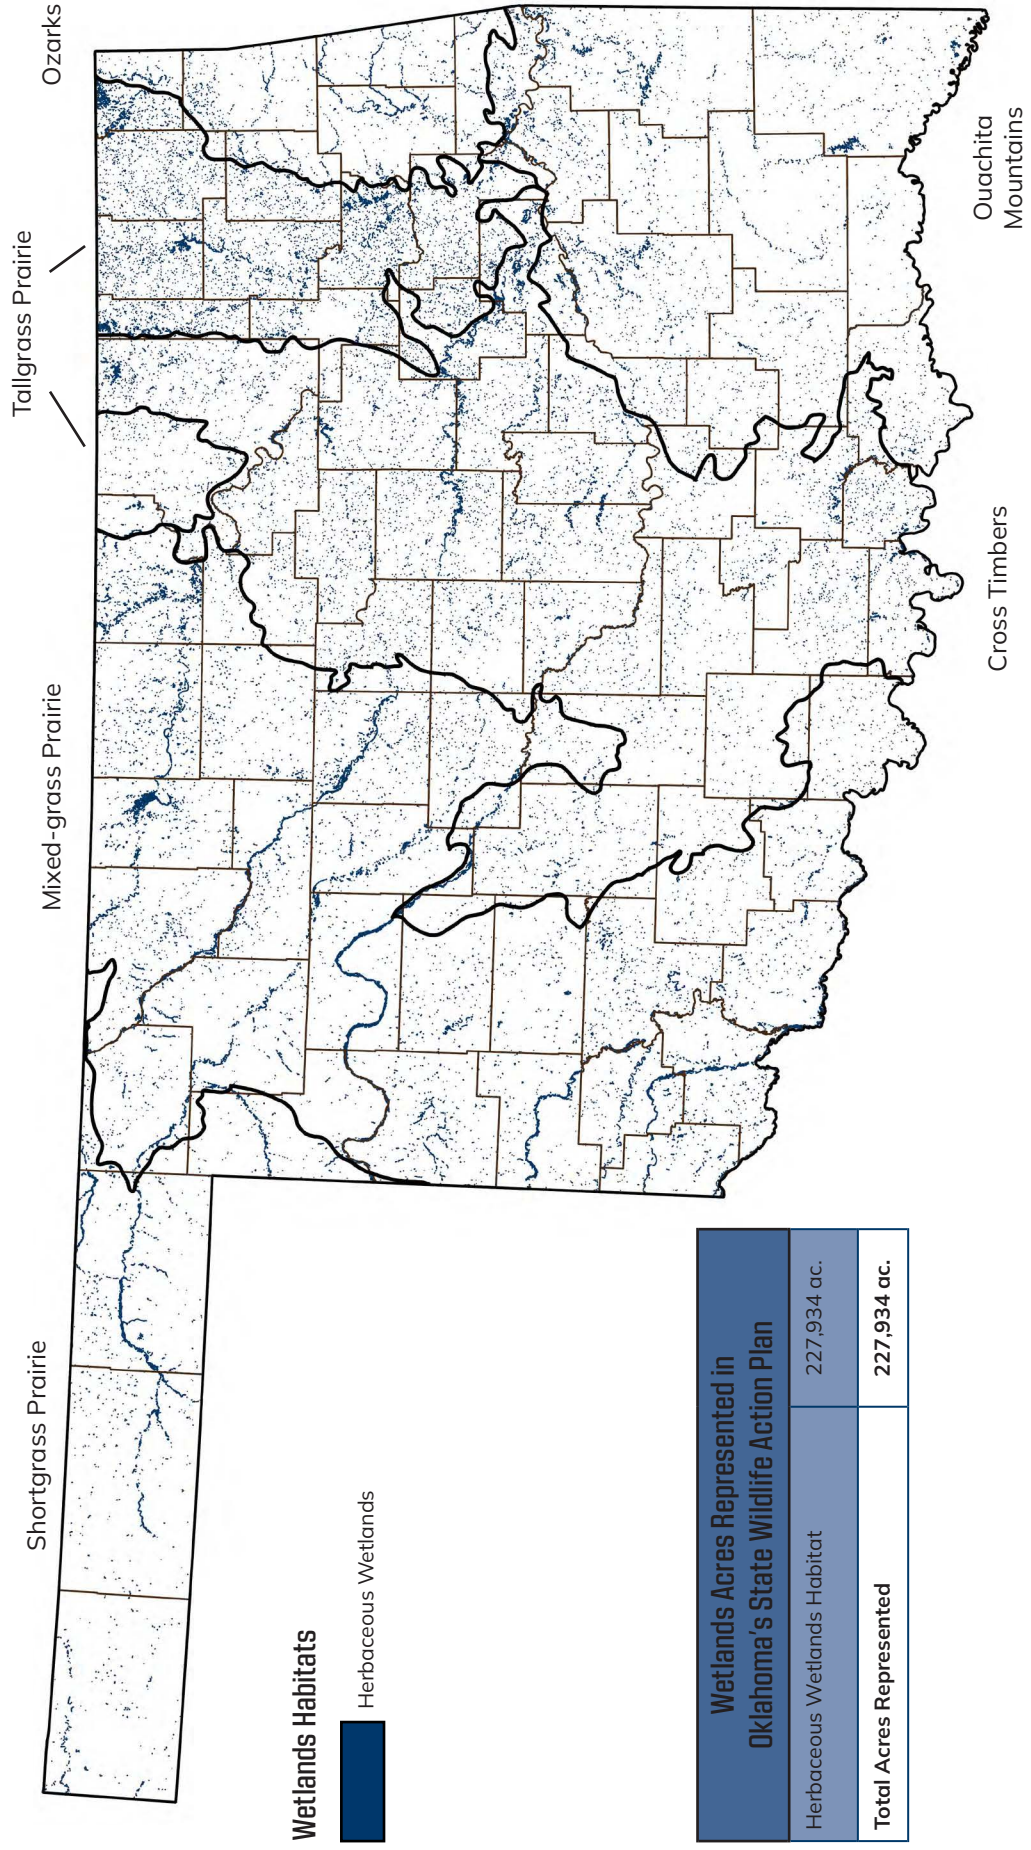 Shortgrass Prairie
Mixed-grass Prairie
Tallgrass Prairie
Ozarks
Wetlands Habitats
Herbaceous Wetlands
Wetlands Acres Represented in
Oklahoma's State Wildlife Action Plan
Herbaceous Wetlands Habitat 227,934 ac.
Total Acres Represented 227,934 ac.
Cross Timbers
Ouachita
Mountains